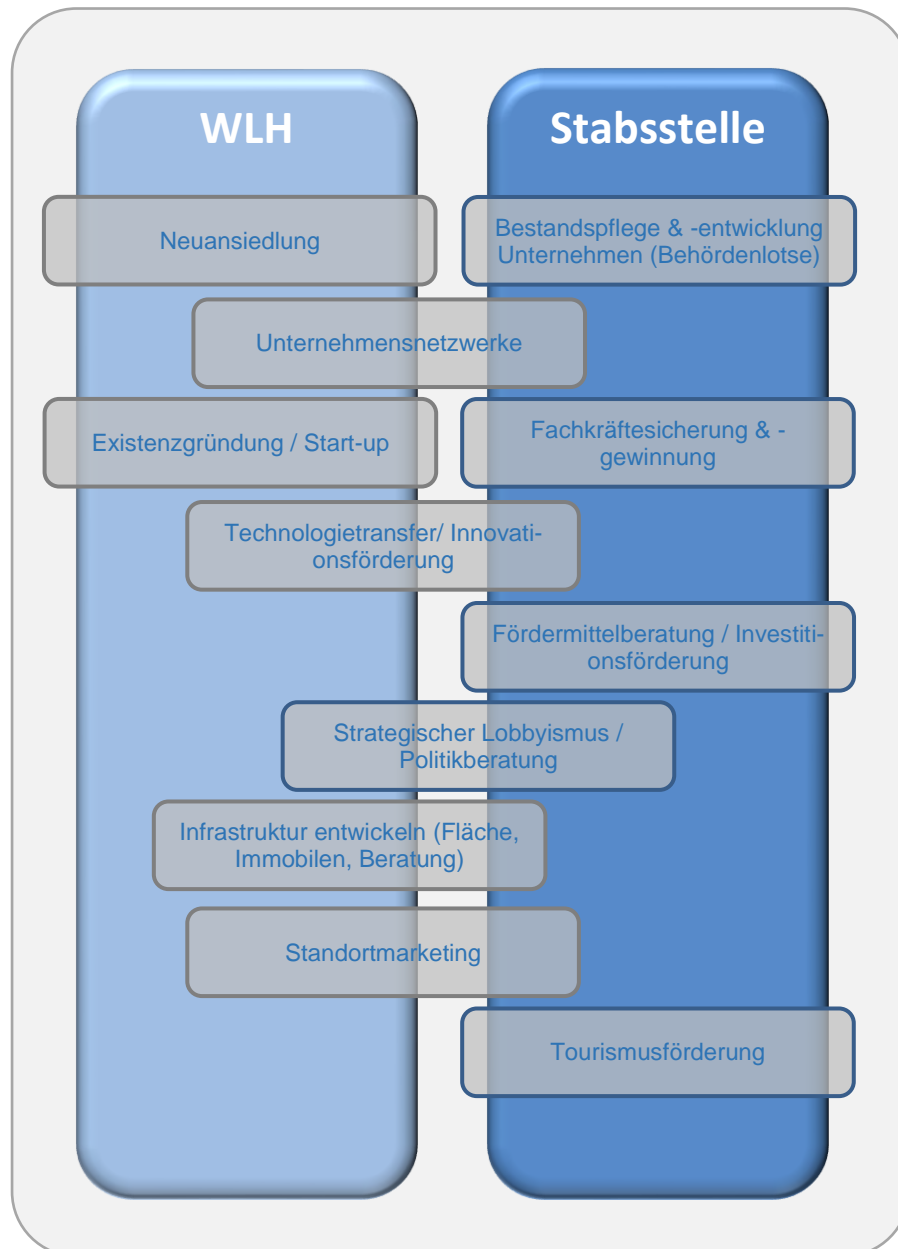 WLH
Stabsstelle
Neuansiedlung
Bestandspflege & -entwicklung
Unternehmen (Behördenlotse)
Unternehmensnetzwerke
Existenzgründung / Start-up
Fachkräftesicherung & -
gewinnung
Technologietransfer/ Innovati-
onsförderung
Fördermittelberatung / Investiti-
onsförderung
Strategischer Lobbyismus /
Politikberatung
Infrastruktur entwickeln (Fläche,
Immobilen, Beratung)
Standortmarketing
Tourismusförderung